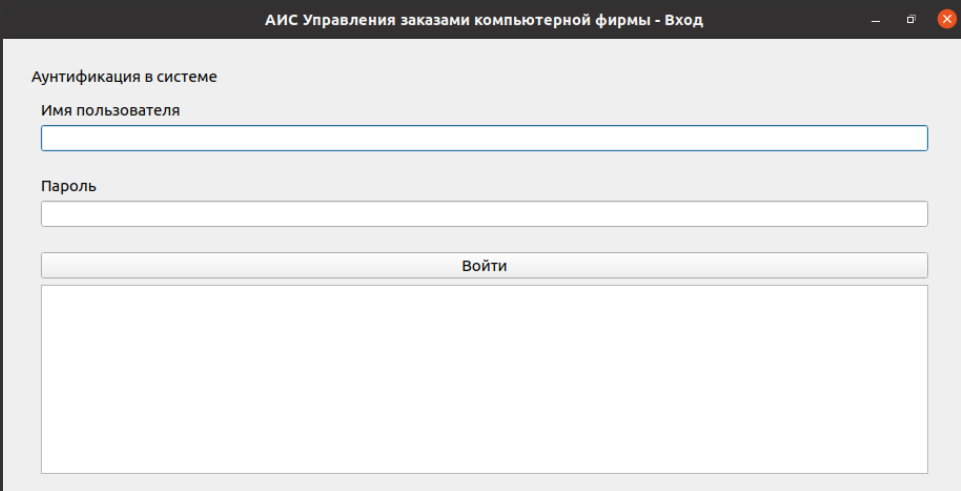 АИС Управления заказами компьютерной фирмы - Вход
Аунтификация в системе
Имя пользователя
Пароль
Войти